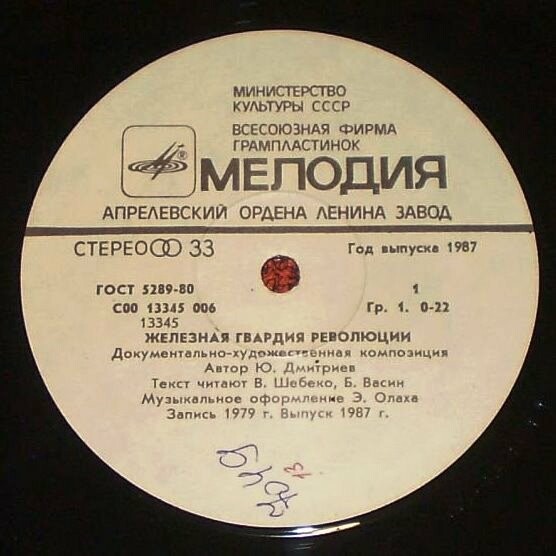 МИНИСТЕРСТВО
КУЛЬТУРЫ СССР
ВСЕСОЮЗНАЯ ФИРМА
ГРАМПЛАСТИНОК
МЕЛОДИЯ
®
АПРЕЛЕВСКИЙ ОРДЕНА ЛЕНИНА ЗАВОД
СТЕРЕО 33
Год выпуска 1987
ГОСТ 5289-80
1
С00 13345 006
Гр. 1. 0-22
13345
ЖЕЛЕЗНАЯ ГВАРДИЯ РЕВОЛЮЦИИ
Документально-художественная композиция
Автор Ю. Дмитриев
Текст читают В. Шебеко, Б. Васин
Музыкальное оформление Э. Олаха
Запись 1979 г. Выпуск 1987 г.
13